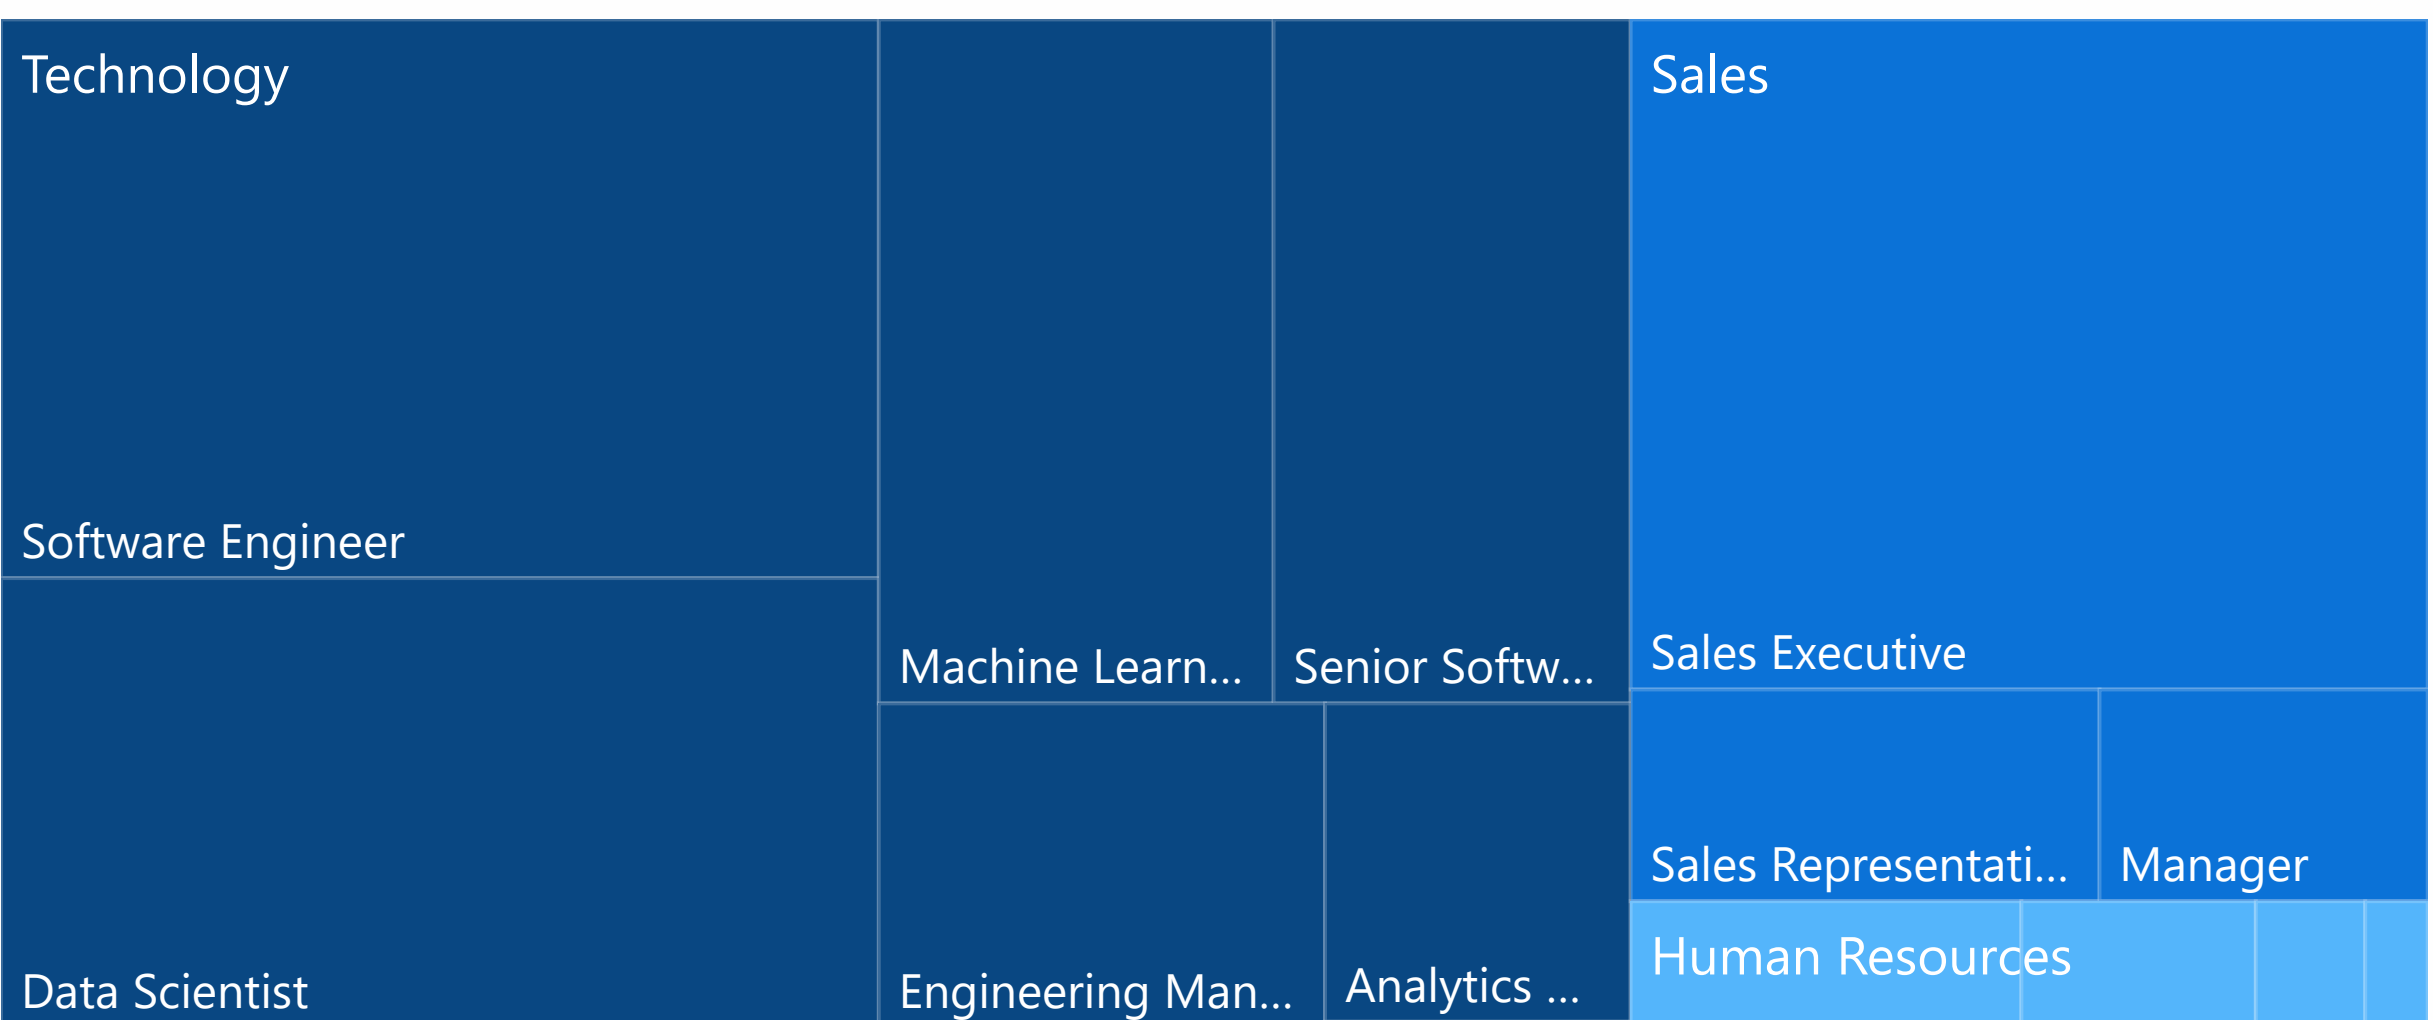 Technology
Software Engineer
Data Scientist
Machine Learn...
Senior Softw...
Engineering Man...
Analytics ...
Sales
Sales Executive
Sales Representati...
Manager
Human Resources